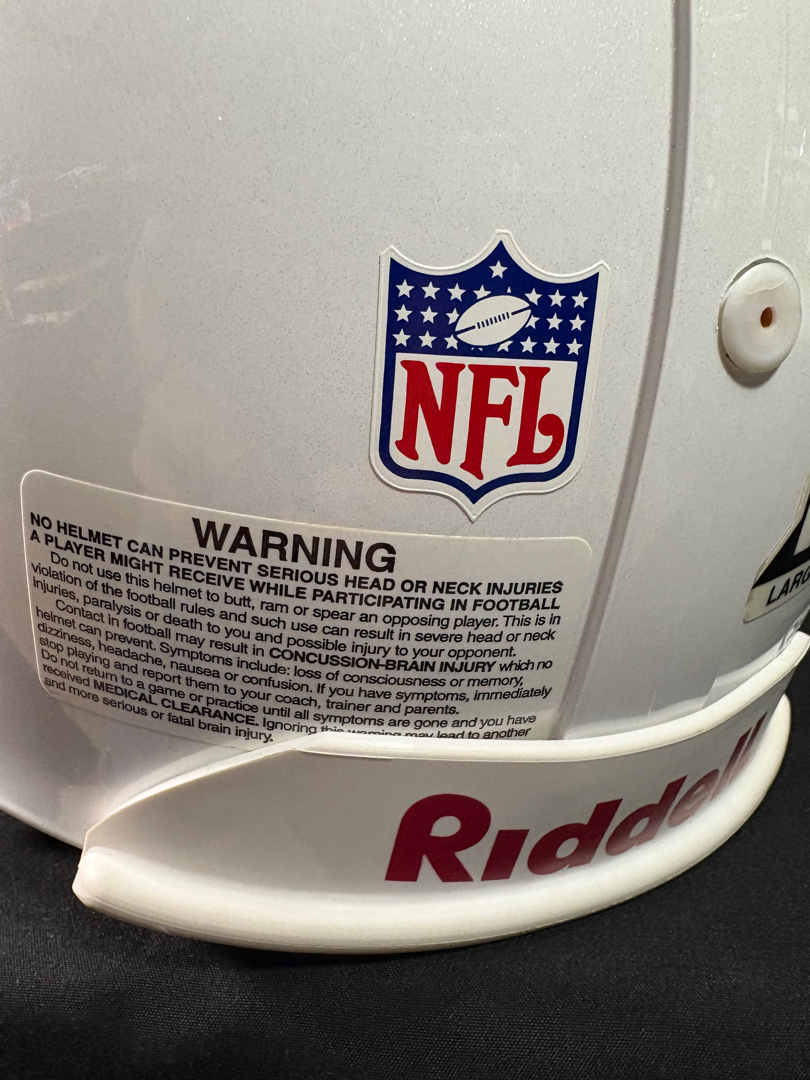 NFL
WARNING
NO HELMET CAN PREVENT SERIOUS HEAD OR NECK INJURIES
A PLAYER MIGHT RECEIVE WHILE PARTICIPATING IN FOOTBALL
Do not use this helmet to butt, ram or spear an opposing player. This is in
violation of the football rules and such use can result in severe head or neck
injuries, paralysis or death to you and possible injury to your opponent.
Contact in football may result in CONCUSSION-BRAIN INJURY which no
helmet can prevent. Symptoms include: loss of consciousness or memory,
dizziness, headache, nausea or confusion. If you have symptoms, immediately
stop playing and report them to your coach, trainer and parents.
Do not return to a game or practice until all symptoms are gone and you have
received MEDICAL CLEARANCE. Ignoring this warning may lead to another
and more serious or fatal brain injury.
LARG
Riddell